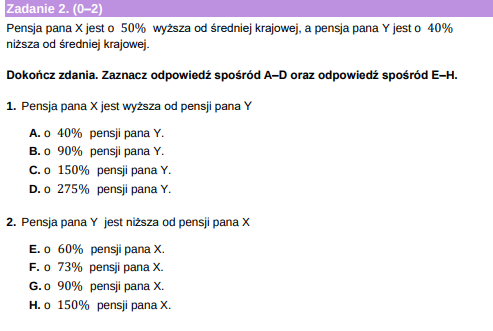 Zadanie 2. (0–2)
Pensja pana X jest o 50% wyższa od średniej krajowej, a pensja pana Y jest o 40%
niższa od średniej krajowej.
Dokończ zdania. Zaznacz odpowiedź spośród A–D oraz odpowiedź spośród E–H.
1. Pensja pana X jest wyższa od pensji pana Y
A. o 40% pensji pana Y.
B. o 90% pensji pana Y.
C. o 150% pensji pana Y.
D. o 275% pensji pana Y.
2. Pensja pana Y jest niższa od pensji pana X
E. o 60% pensji pana X.
F. o 73% pensji pana X.
G. o 90% pensji pana X.
H. o 150% pensji pana X.